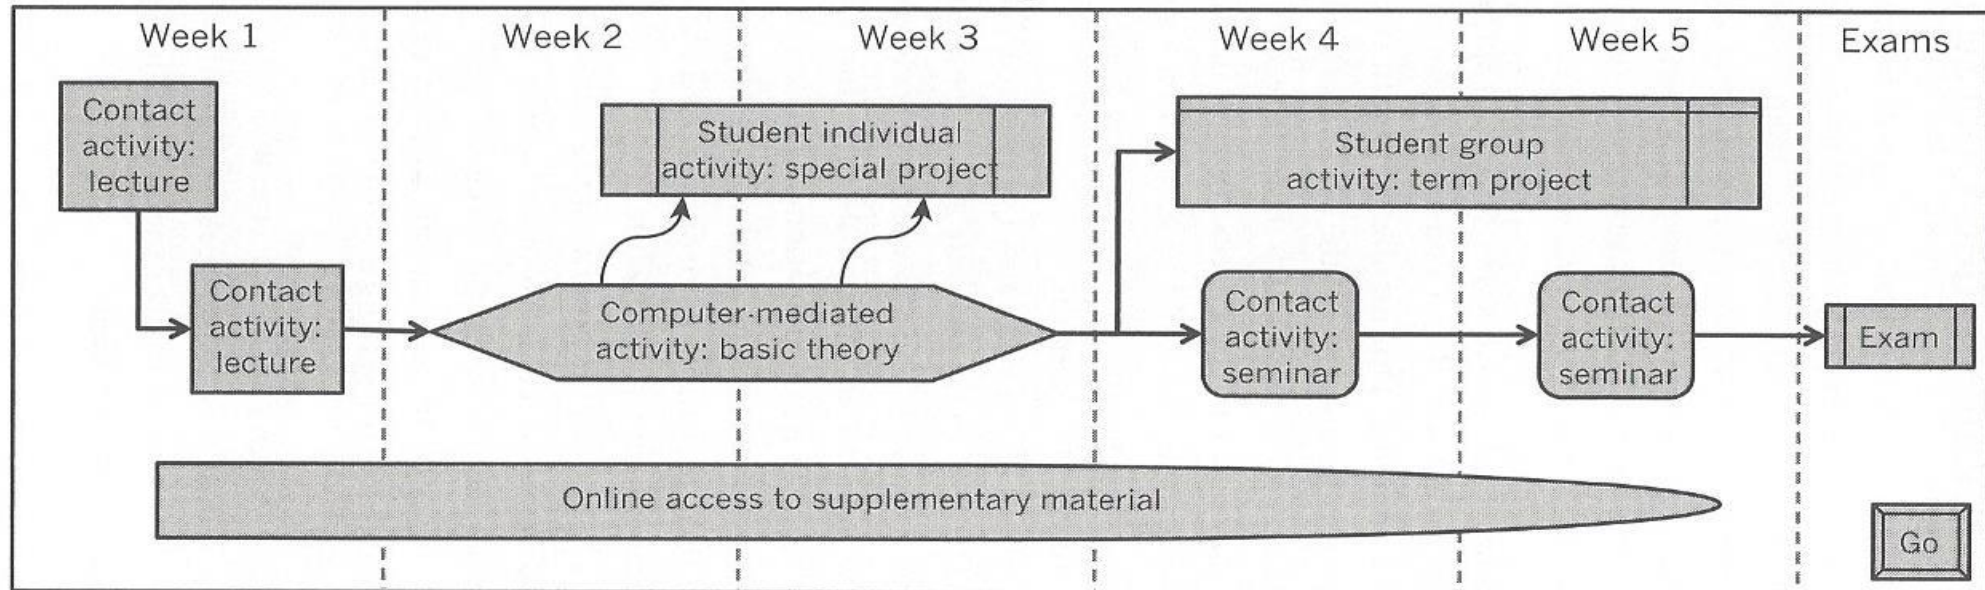 Week 1
Week 2
Week 3
Week 4
Week 5
Exams
Contact
activity:
lecture
Student individual
activity: special project
Student group
activity: term project
Contact
activity:
lecture
Computer-mediated
activity: basic theory
Contact
activity:
seminar
Contact
activity:
seminar
Exam
Online access to supplementary material
Go